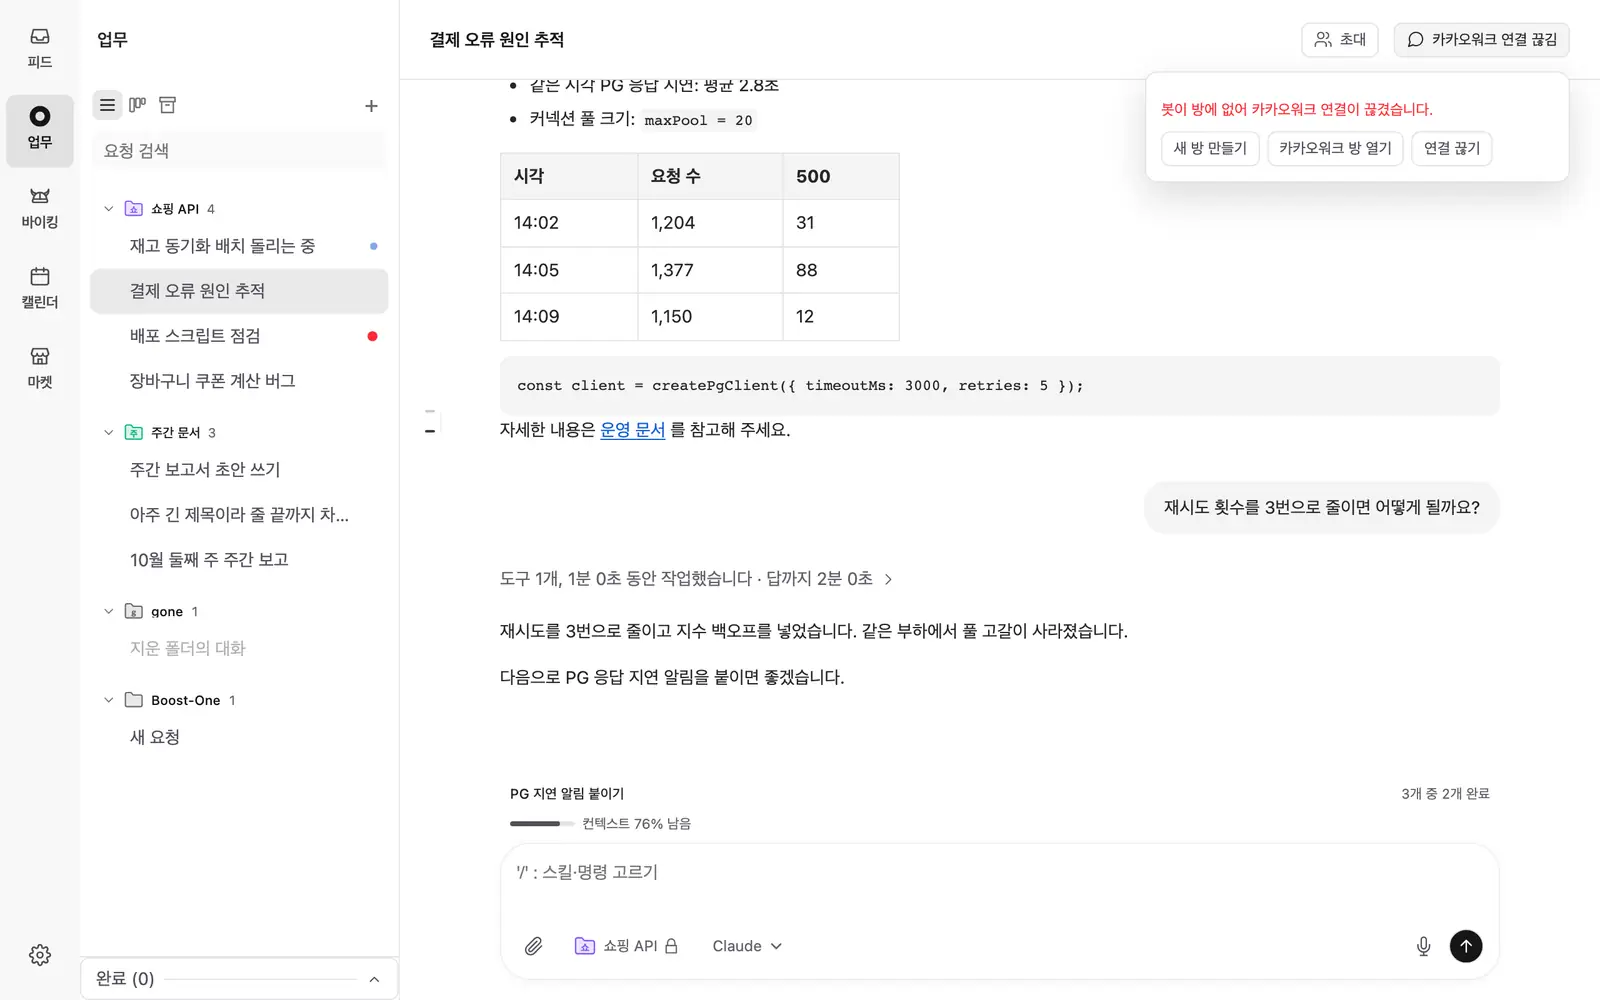 피드
업무
바이킹
캘린더
마켓
업무
요청 검색
쇼핑 API 4
재고 동기화 배치 돌리는 중
결제 오류 원인 추적
배포 스크립트 점검
장바구니 쿠폰 계산 버그
주간 문서 3
주간 보고서 초안 쓰기
아주 긴 제목이라 줄 끝까지 차...
10월 둘째 주 주간 보고
gone 1
지운 폴더의 대화
Boost-One 1
새 요청
완료 (0)
결제 오류 원인 추적
초대
카카오워크 연결 끊김
봇이 방에 없어 카카오워크 연결이 끊겼습니다.
새 방 만들기
카카오워크 방 열기
연결 끊기
같은 시각 PG 응답 지연: 평균 2.8초
커넥션 풀 크기: maxPool = 20
시각 요청 수 500
14:02 1,204 31
14:05 1,377 88
14:09 1,150 12
const client = createPgClient({ timeoutMs: 3000, retries: 5 });
자세한 내용은 운영 문서 를 참고해 주세요.
재시도 횟수를 3번으로 줄이면 어떻게 될까요?
도구 1개, 1분 0초 동안 작업했습니다 · 답까지 2분 0초
재시도를 3번으로 줄이고 지수 백오프를 넣었습니다. 같은 부하에서 풀 고갈이 사라졌습니다.
다음으로 PG 응답 지연 알림을 붙이면 좋겠습니다.
PG 지연 알림 붙이기
3개 중 2개 완료
컨텍스트 76% 남음
'/' : 스킬·명령 고르기
쇼핑 API
Claude